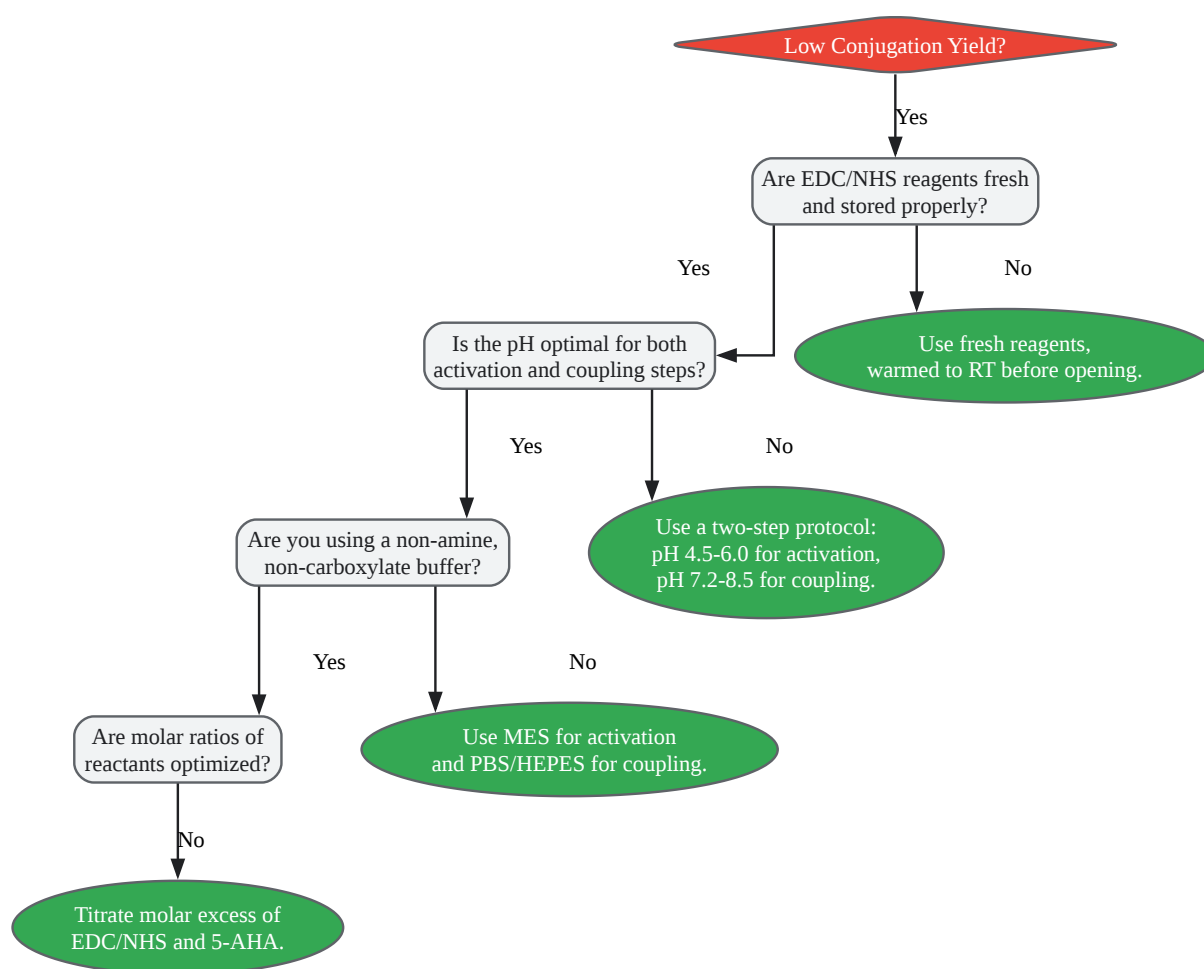 Low Conjugation Yield?
Yes
Are EDC/NHS reagents fresh
and stored properly?
Yes
No
Is the pH optimal for both
activation and coupling steps?
Use fresh reagents,
warmed to RT before opening.
Yes
No
Are you using a non-amine,
non-carboxylate buffer?
Use a two-step protocol:
pH 4.5-6.0 for activation,
pH 7.2-8.5 for coupling.
Yes
No
Are molar ratios of
reactants optimized?
Use MES for activation
and PBS/HEPES for coupling.
No
Titrate molar excess of
EDC/NHS and 5-AHA.